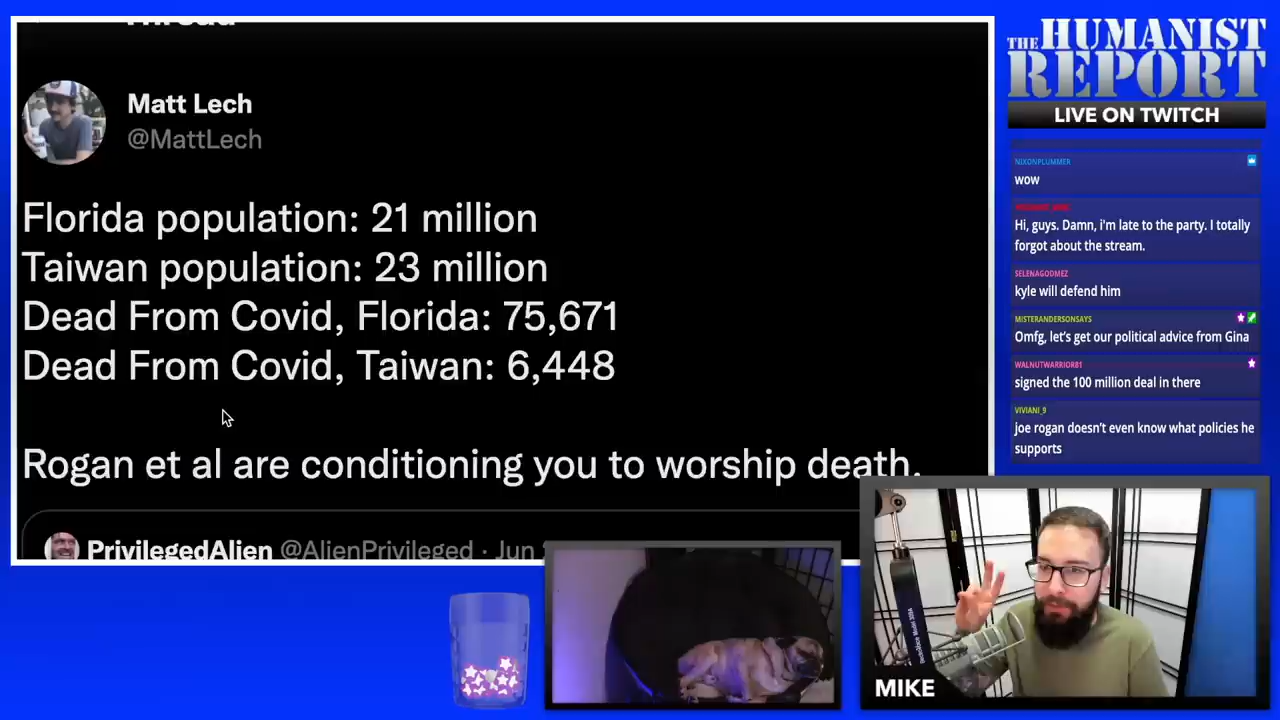 Matt Lech
@MattLech
Florida population: 21 million
Taiwan population: 23 million
Dead From Covid, Florida: 75,671
Dead From Covid, Taiwan: 6,448
Rogan et al are conditioning you to worship death.
PrivilegedAlien @AlienPrivileged · Jun
THE HUMANIST
REPORT
LIVE ON TWITCH
NIXONPLUMMER
wow
Hi, guys. Damn, i'm late to the party. I totally
forgot about the stream.
SELENAGODMEZ
kyle will defend him
MISTERANDERSONSAYS
Omfg, let's get our political advice from Gina
WALNUTWARRIOR81
signed the 100 million deal in there
VIVIANI_9
joe rogan doesn't even know what policies he
supports
MIKE